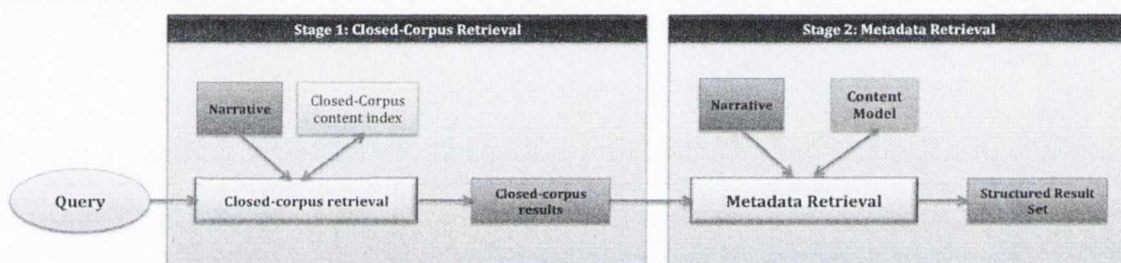 Stage 1: Closed-Corpus Retrieval
Narrative
Closed-Corpus
content index
Query
Closed-corpus retrieval
Closed-corpus
results
Stage 2: Metadata Retrieval
Narrative
Content
Model
Metadata Retrieval
Structured Result
Set